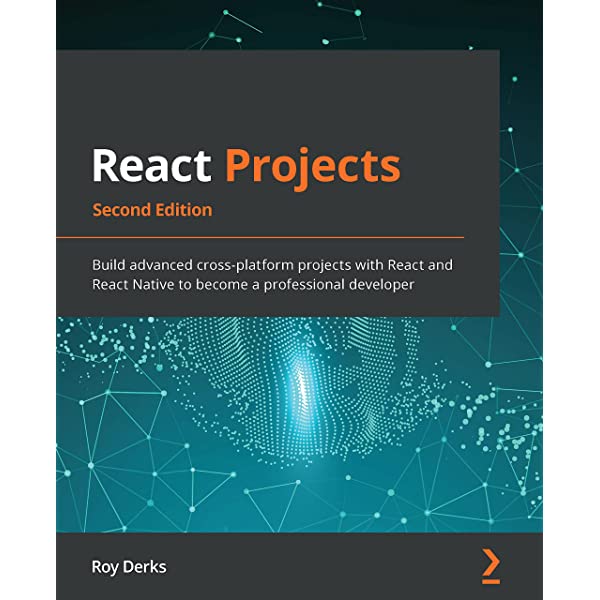 React Projects
Second Edition
Build advanced cross-platform projects with React and
React Native to become a professional developer
Roy Derks